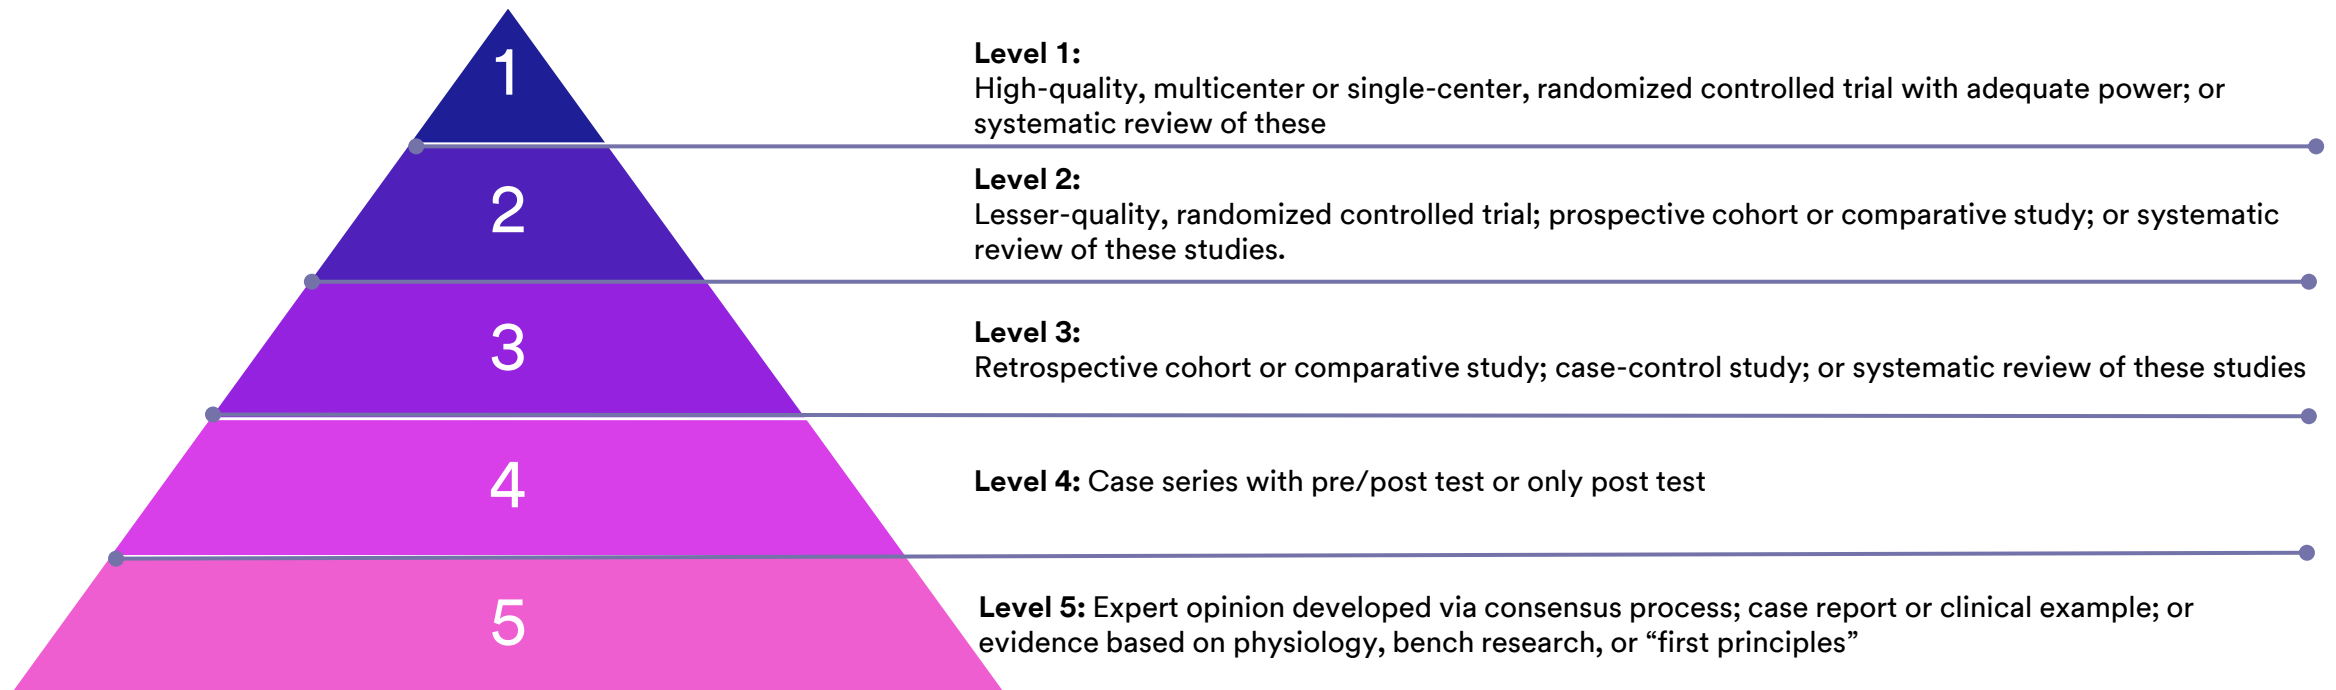 1
Level 1:
High-quality, multicenter or single-center, randomized controlled trial with adequate power; or
systematic review of these
2
Level 2:
Lesser-quality, randomized controlled trial; prospective cohort or comparative study; or systematic
review of these studies.
3
Level 3:
Retrospective cohort or comparative study; case-control study; or systematic review of these studies
4
Level 4: Case series with pre/post test or only post test
5
Level 5: Expert opinion developed via consensus process; case report or clinical example; or
evidence based on physiology, bench research, or “first principles”